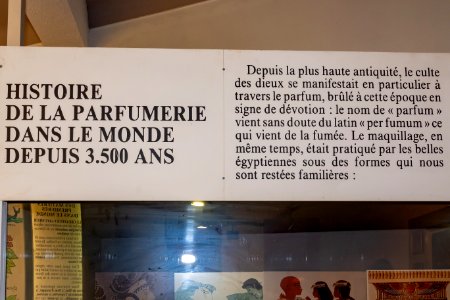 HISTOIRE
DE LA PARFUMERIE
DANS LE MONDE
DEPUIS 3.500 ANS
Depuis la plus haute antiquité, le culte
des dieux se manifestait en particulier à
travers le parfum, brûlé à cette époque en
signe de dévotion : le nom de « parfum »
vient sans doute du latin « per fumum » ce
qui vient de la fumée. Le maquillage, en
même temps, était pratiqué par les belles
égyptiennes sous des formes qui nous
sont restées familières :